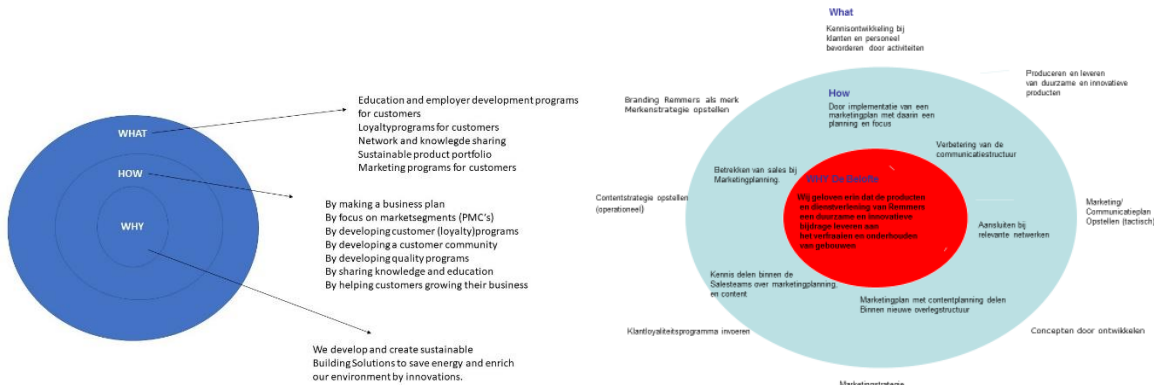 WHAT
HOW
WHY
Education and employer development programs
for customers
Loyaltyprograms for customers
Network and knowlegde sharing
Sustainable product portfolio
Marketing programs for customers
By making a business plan
By focus on marketsegments (PMC's)
By developing customer (loyalty)programs
By developing a customer community
By developing quality programs
By sharing knowledge and education
By helping customers growing their business
We develop and create sustainable
Building Solutions to save energy and enrich
our environment by innovations.
What
Kennisontwikkeling bij
klanten en personeel
bevorderen door activiteiten
Produceren en leveren
van duurzame en innovatieve
producten
Branding Remmers als merk
Merkenstrategie opstellen
How
Door implementatie van een
marketingplan met daarin een
planning en focus
Verbetering van de
communicatiestructuur
Betrekken van sales bij
Marketingplanning.
WHY De Belofte
Wij geloven erin dat de producten
en dienstverlening van Remmers
een duurzame en innovatieve
bijdrage leveren aan
het verfraaien en onderhouden
van gebouwen
Contentstrategie opstellen
(operationeel)
Marketing/
Communicatieplan
Opstellen (tactisch)
Aansluiten bij
relevante netwerken
Kennis delen binnen de
Salesteams over marketingplanning,
en content
Marketingplan met contentplanning delen
Binnen nieuwe overlegstructuur
Klantloyaliteitsprogramma invoeren
Concepten door ontwikkelen
Marketingstrategie